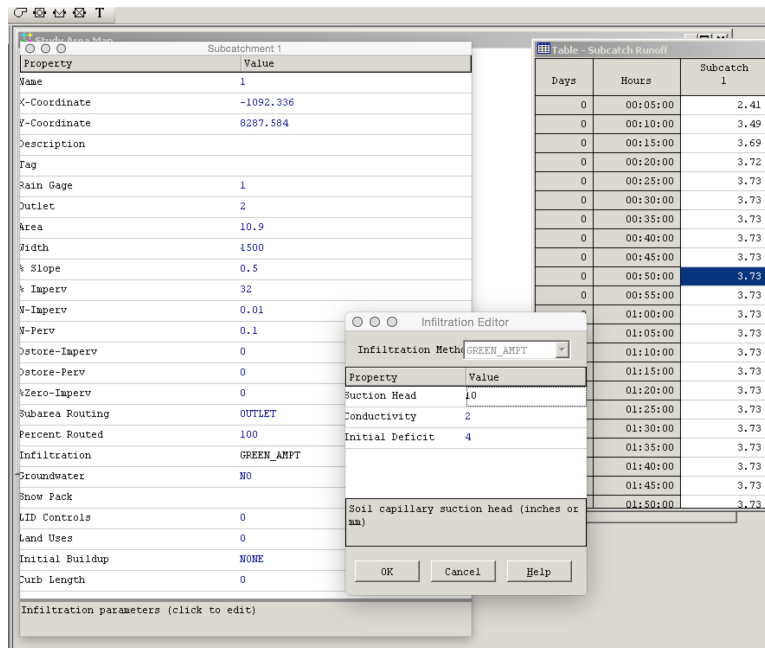 T
Study Area Map
Subcatchment 1
Property Value
Name 1
X-Coordinate -1092.336
Y-Coordinate 8287.584
Description
Tag
Rain Gage 1
Outlet 2
Area 10.9
Width 1500
% Slope 0.5
% Imperv 32
N-Imperv 0.01
N-Perv 0.1
Dstore-Imperv 0
Dstore-Perv 0
%Zero-Imperv 0
Subarea Routing OUTLET
Percent Routed 100
Infiltration GREEN_AMPT
Groundwater NO
Snow Pack
LID Controls 0
Land Uses 0
Initial Buildup NONE
Curb Length 0
Infiltration parameters (click to edit)
Infiltration Editor
Infiltration Metho GREEN_AMPT
Property Value
Suction Head 10
Conductivity 2
Initial Deficit 4
Soil capillary suction head (inches or
mm)
OK Cancel Help
Table - Subcatch Runoff
Days Hours Subcatch
1
0 00:05:00 2.41
0 00:10:00 3.49
0 00:15:00 3.69
0 00:20:00 3.72
0 00:25:00 3.73
0 00:30:00 3.73
0 00:35:00 3.73
0 00:40:00 3.73
0 00:45:00 3.73
0 00:50:00 3.73
0 00:55:00 3.73
01:00:00 3.73
01:05:00 3.73
01:10:00 3.73
01:15:00 3.73
01:20:00 3.73
01:25:00 3.73
01:30:00 3.73
01:35:00 3.73
01:40:00 3.73
01:45:00 3.73
01:50:00 3.73